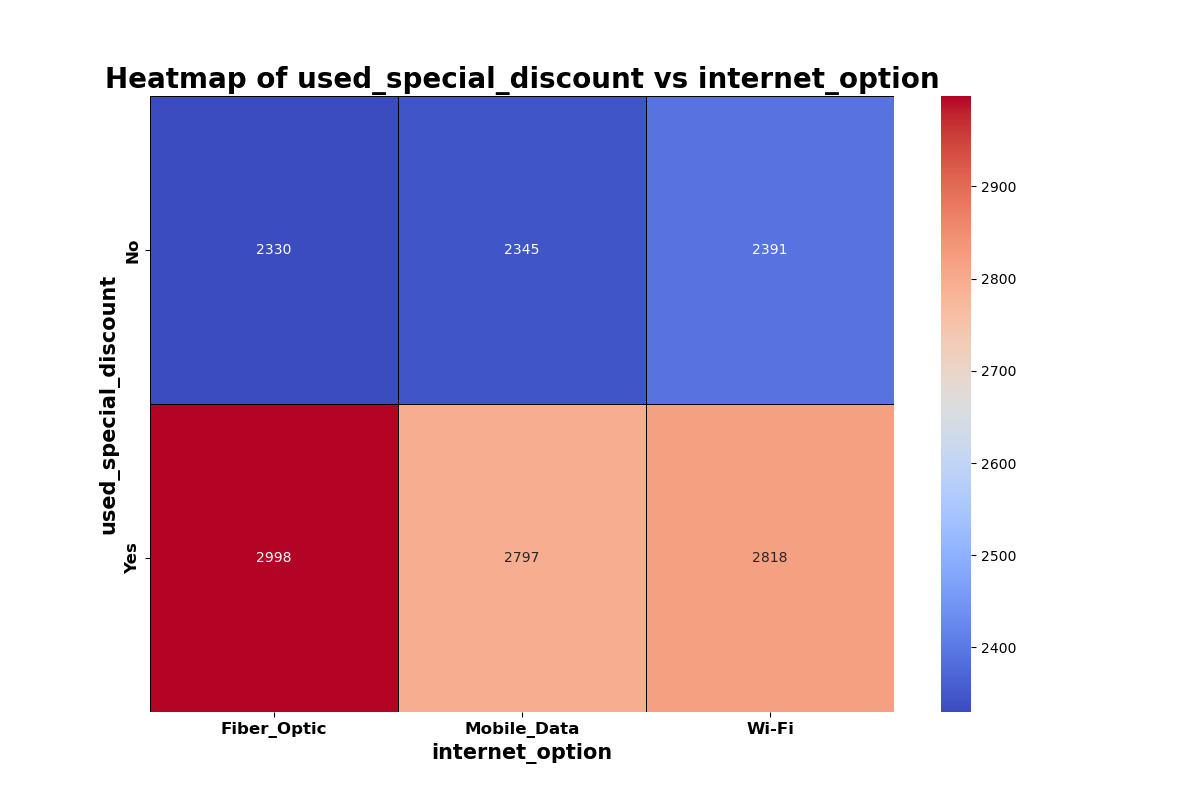 Heatmap of used_special_discount vs internet_option
used_special_discount
No
2330
2345
2391
Yes
2998
2797
2818
Fiber_Optic
Mobile_Data
Wi-Fi
internet_option
2900
2800
2700
2600
2500
2400